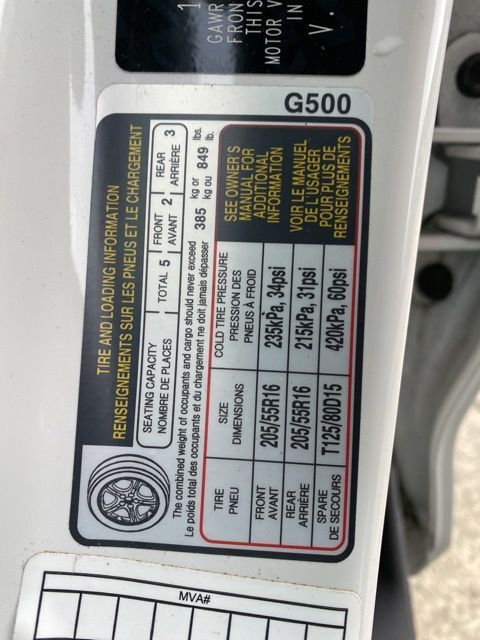 GAWR
FRON
THIS
MOTOR V
IN
V.
G500
TIRE AND LOADING INFORMATION
RENSEIGNEMENTS SUR LES PNEUS ET LE CHARGEMENT
SEATING CAPACITY
NOMBRE DE PLACES
TOTAL 5
FRONT
AVANT
2
REAR
ARRIÈRE
3
The combined weight of occupants and cargo should never exceed
Le poids total des occupants et du chargement ne doit jamais dépasser
385 kg or
kg ou
849 lbs.
lb.
TIRE
PNEU
SIZE
DIMENSIONS
COLD TIRE PRESSURE
PRESSION DES
PNEUS À FROID
SEE OWNER'S
MANUAL FOR
ADDITIONAL
INFORMATION
FRONT
AVANT
205/55R16
235kPa, 34psi
REAR
ARRIÈRE
205/55R16
215kPa, 31psi
VOIR LE MANUEL
DE L'USAGER
POUR PLUS DE
RENSEIGNEMENTS
SPARE
DE SECOURS
T125/80D15
420kPa, 60psi
MVA#